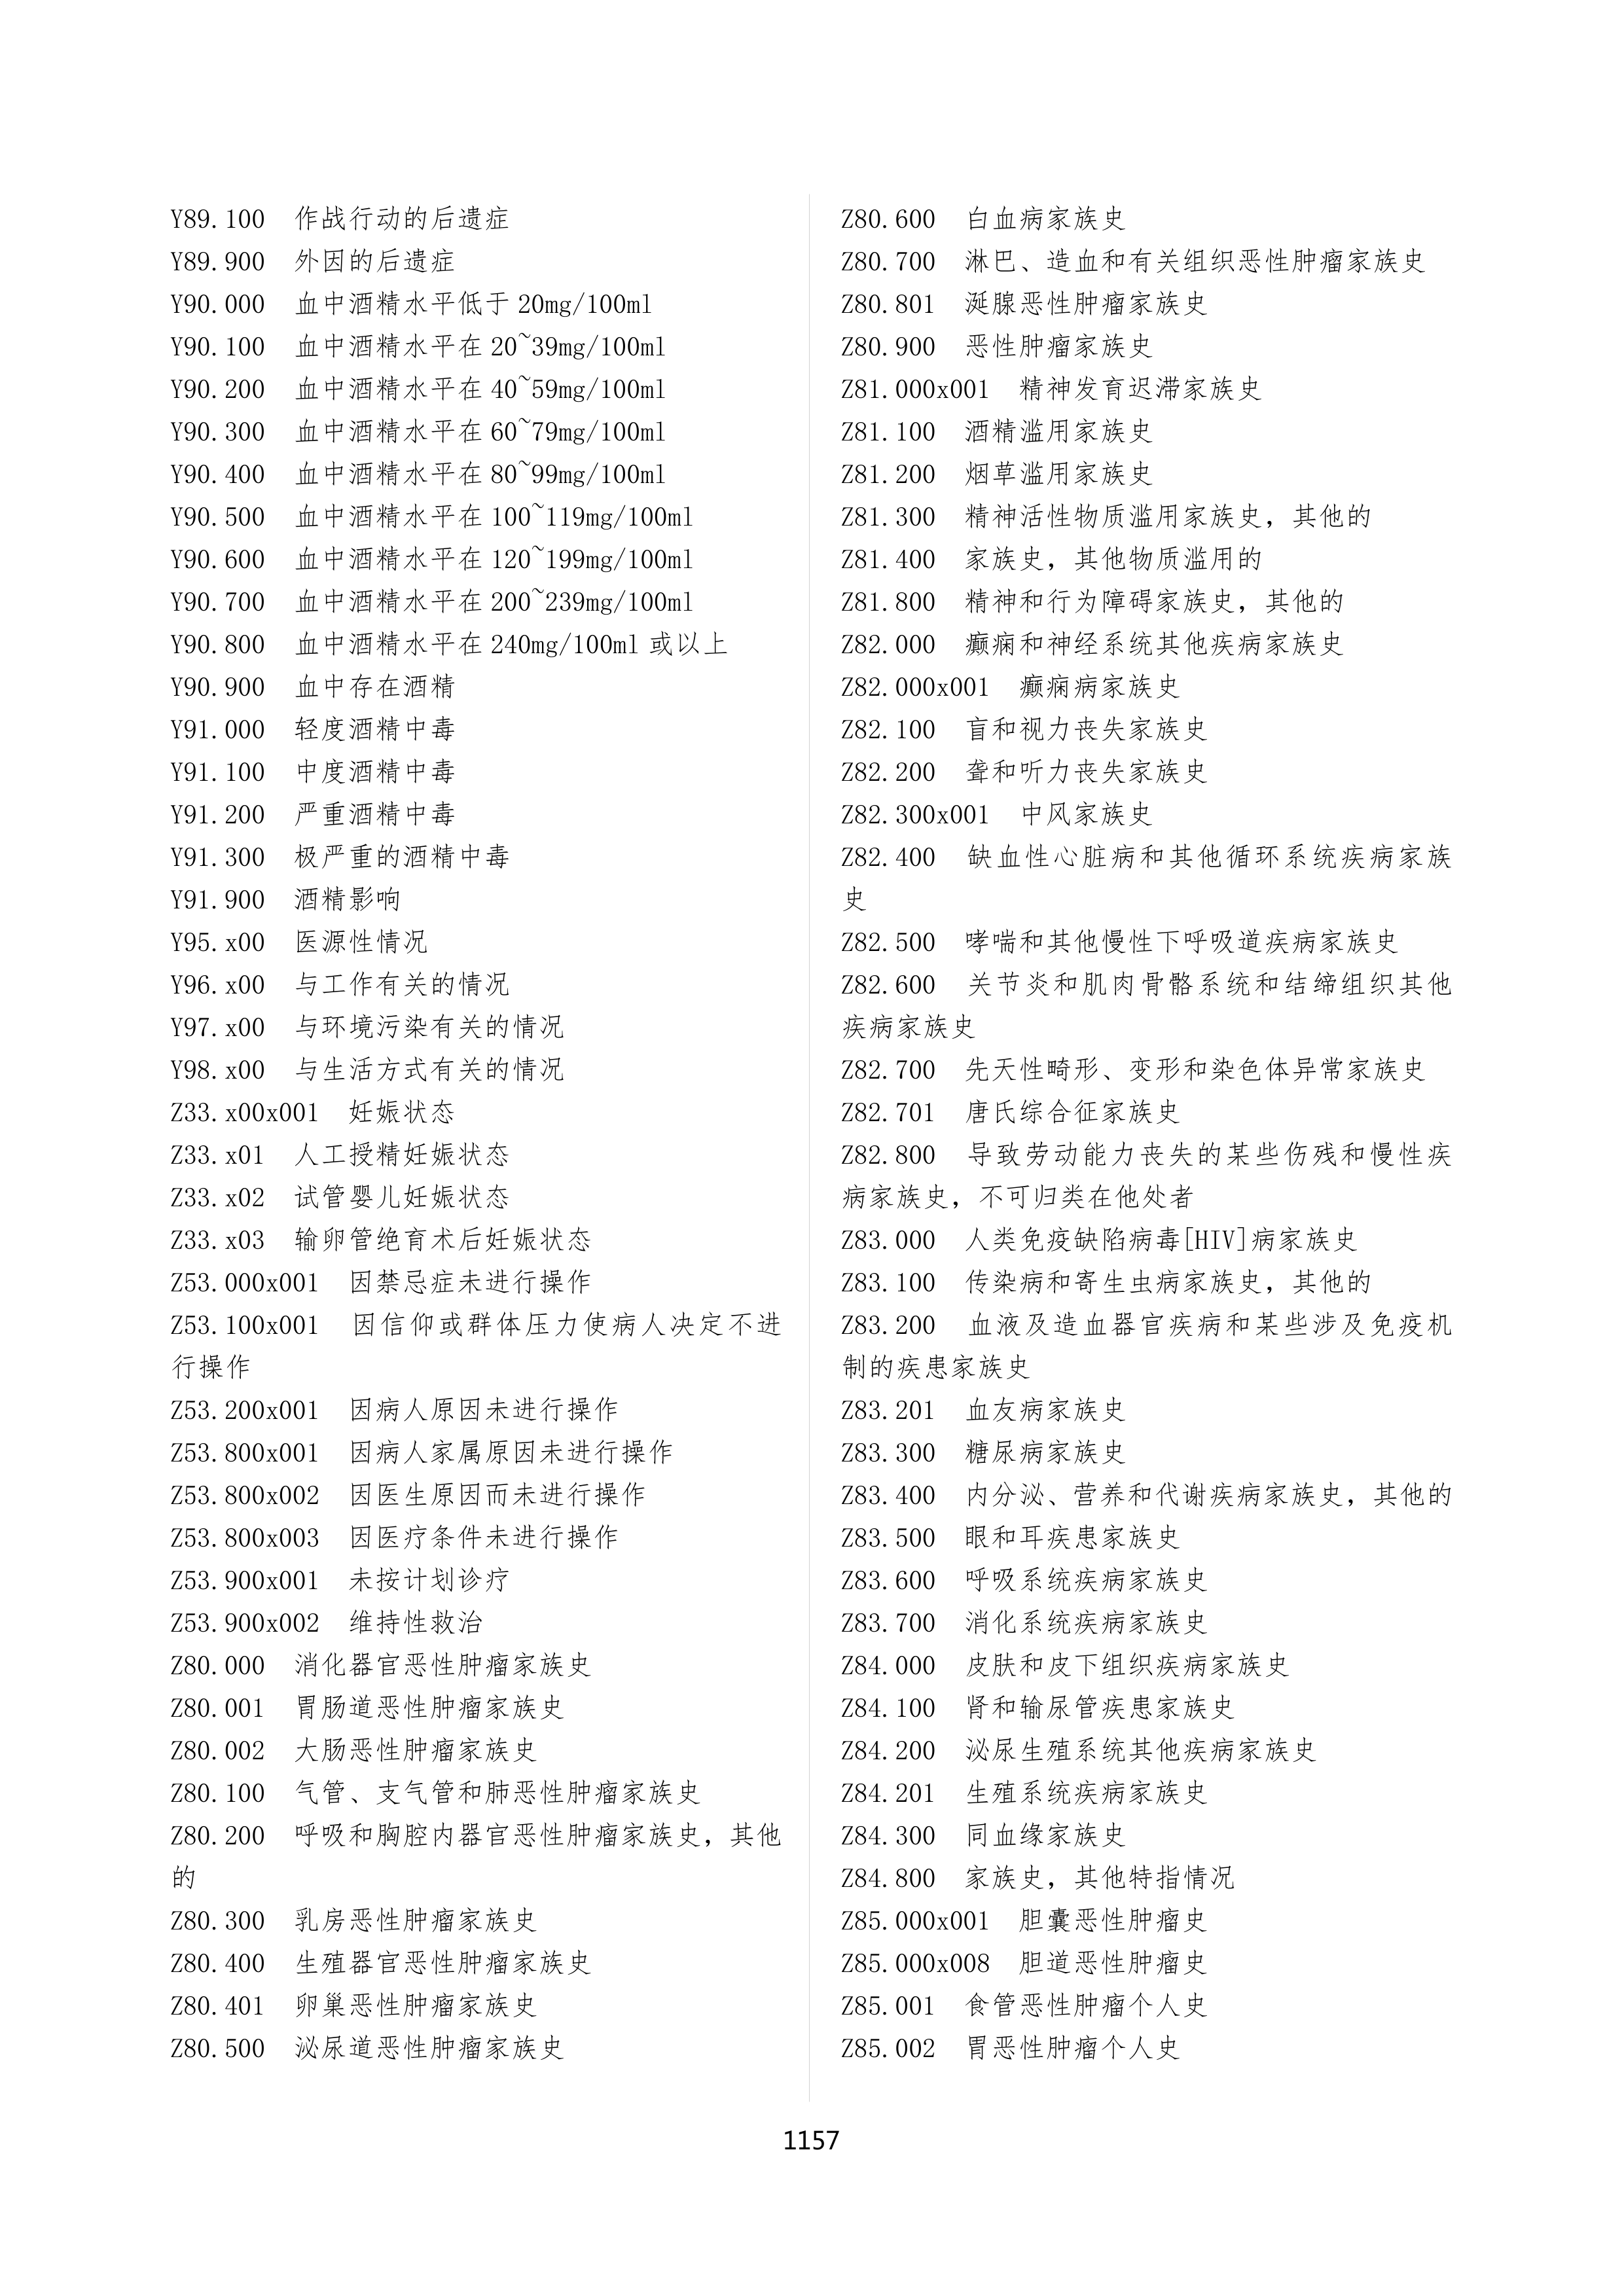 Y89.100 作战行动的后遗症
Y89.900 外因的后遗症
Y90.000 血中酒精水平低于 20mg/100ml
Y90.100 血中酒精水平在 20~39mg/100ml
Y90.200 血中酒精水平在 40~59mg/100ml
Y90.300 血中酒精水平在 60~79mg/100ml
Y90.400 血中酒精水平在 80~99mg/100ml
Y90.500 血中酒精水平在 100~119mg/100ml
Y90.600 血中酒精水平在 120~199mg/100ml
Y90.700 血中酒精水平在 200~239mg/100ml
Y90.800 血中酒精水平在 240mg/100ml 或以上
Y90.900 血中存在酒精
Y91.000 轻度酒精中毒
Y91.100 中度酒精中毒
Y91.200 严重酒精中毒
Y91.300 极严重的酒精中毒
Y91.900 酒精影响
Y95.x00 医源性情况
Y96.x00 与工作有关的情况
Y97.x00 与环境污染有关的情况
Y98.x00 与生活方式有关的情况
Z33.x00x001 妊娠状态
Z33.x01 人工授精妊娠状态
Z33.x02 试管婴儿妊娠状态
Z33.x03 输卵管绝育术后妊娠状态
Z53.000x001 因禁忌症未进行操作
Z53.100x001 因信仰或群体压力使病人决定不进
行操作
Z53.200x001 因病人原因未进行操作
Z53.800x001 因病人家属原因未进行操作
Z53.800x002 因医生原因而未进行操作
Z53.800x003 因医疗条件未进行操作
Z53.900x001 未按计划诊疗
Z53.900x002 维持性救治
Z80.000 消化器官恶性肿瘤家族史
Z80.001 胃肠道恶性肿瘤家族史
Z80.002 大肠恶性肿瘤家族史
Z80.100 气管、支气管和肺恶性肿瘤家族史
Z80.200 呼吸和胸腔内器官恶性肿瘤家族史，其他
的
Z80.300 乳房恶性肿瘤家族史
Z80.400 生殖器官恶性肿瘤家族史
Z80.401 卵巢恶性肿瘤家族史
Z80.500 泌尿道恶性肿瘤家族史
Z80.600 白血病家族史
Z80.700 淋巴、造血和有关组织恶性肿瘤家族史
Z80.801 涎腺恶性肿瘤家族史
Z80.900 恶性肿瘤家族史
Z81.000x001 精神发育迟滞家族史
Z81.100 酒精滥用家族史
Z81.200 烟草滥用家族史
Z81.300 精神活性物质滥用家族史，其他的
Z81.400 家族史，其他物质滥用的
Z81.800 精神和行为障碍家族史，其他的
Z82.000 癫痫和神经系统其他疾病家族史
Z82.000x001 癫痫病家族史
Z82.100 盲和视力丧失家族史
Z82.200 聋和听力丧失家族史
Z82.300x001 中风家族史
Z82.400 缺血性心脏病和其他循环系统疾病家族
史
Z82.500 哮喘和其他慢性下呼吸道疾病家族史
Z82.600 关节炎和肌肉骨骼系统和结缔组织其他
疾病家族史
Z82.700 先天性畸形、变形和染色体异常家族史
Z82.701 唐氏综合征家族史
Z82.800 导致劳动能力丧失的某些伤残和慢性疾
病家族史，不可归类在他处者
Z83.000 人类免疫缺陷病毒[HIV]病家族史
Z83.100 传染病和寄生虫病家族史，其他的
Z83.200 血液及造血器官疾病和某些涉及免疫机
制的疾患家族史
Z83.201 血友病家族史
Z83.300 糖尿病家族史
Z83.400 内分泌、营养和代谢疾病家族史，其他的
Z83.500 眼和耳疾患家族史
Z83.600 呼吸系统疾病家族史
Z83.700 消化系统疾病家族史
Z84.000 皮肤和皮下组织疾病家族史
Z84.100 肾和输尿管疾患家族史
Z84.200 泌尿生殖系统其他疾病家族史
Z84.201 生殖系统疾病家族史
Z84.300 同血缘家族史
Z84.800 家族史，其他特指情况
Z85.000x001 胆囊恶性肿瘤史
Z85.000x008 胆道恶性肿瘤史
Z85.001 食管恶性肿瘤个人史
Z85.002 胃恶性肿瘤个人史
1157